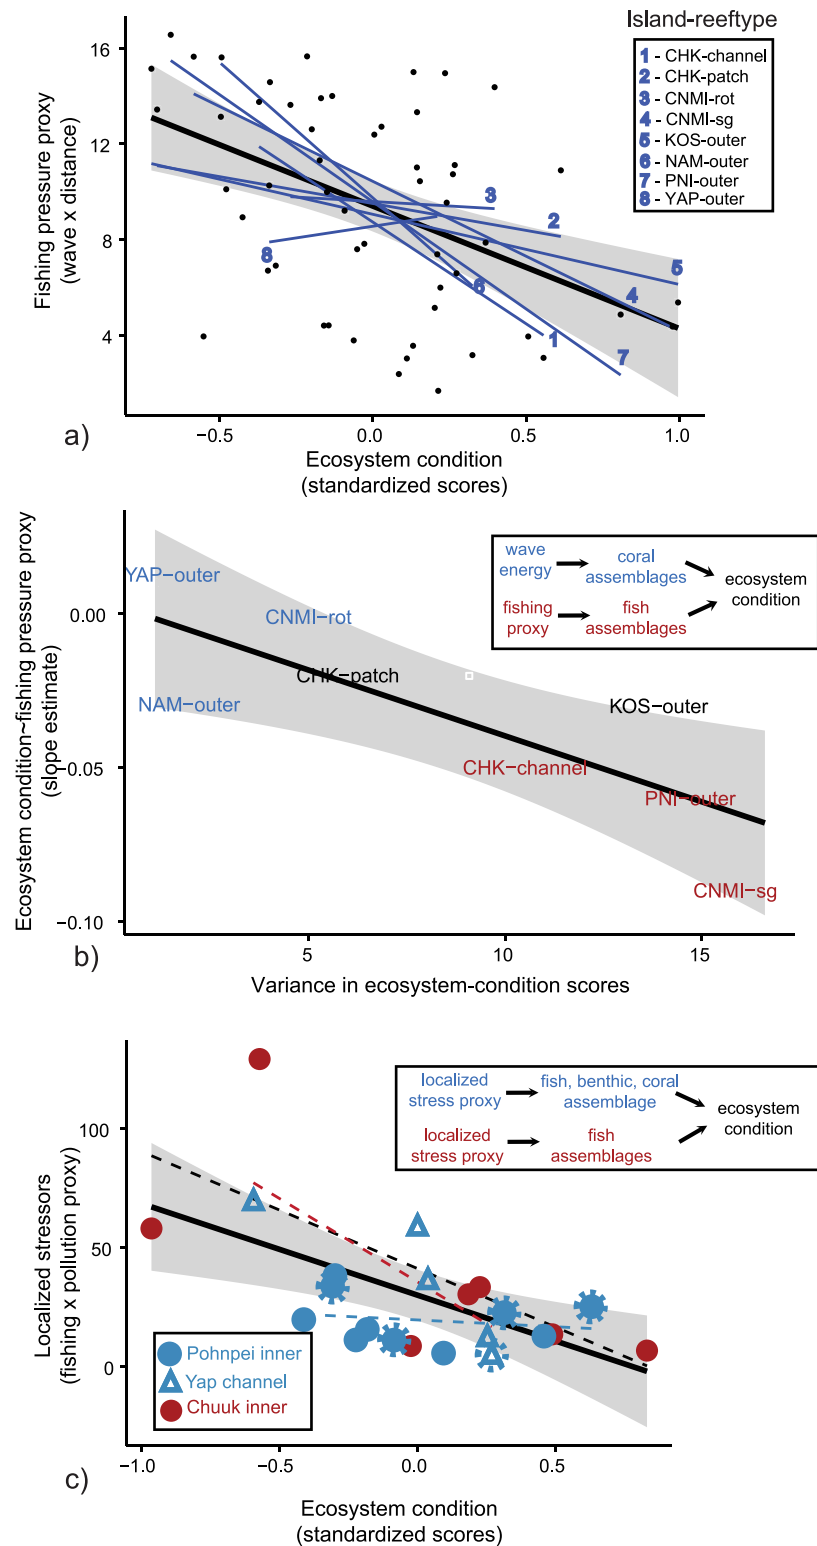 Island-reeftype
1 - CHK-channel
2 - CHK-patch
3 - CNMI-rot
4 - CNMI-sg
5 - KOS-outer
6 - NAM-outer
7 - PNI-outer
8 - YAP-outer
Fishing pressure proxy
(wave x distance)
16
12
8
4
3
2
8
5
6
4
1
7
−0.5
0.0
0.5
1.0
a)
Ecosystem condition
(standardized scores)
Ecosystem condition~fishing pressure proxy
(slope estimate)
0.00
−0.05
−0.10
wave
energy
coral
assemblages
ecosystem
condition
fishing
proxy
fish
assemblages
YAP−outer
CNMI−rot
CHK−patch
NAM−outer
KOS−outer
CHK−channel
PNI−outer
CNMI−sg
5
10
15
b)
Variance in ecosystem−condition scores
Localized stressors
(fishing x pollution proxy)
100
50
0
localized
stress proxy
fish, benthic, coral
assemblage
ecosystem
condition
localized
stress proxy
fish
assemblages
Pohnpei inner
Yap channel
Chuuk inner
−1.0
−0.5
0.0
0.5
c)
Ecosystem condition
(standardized scores)